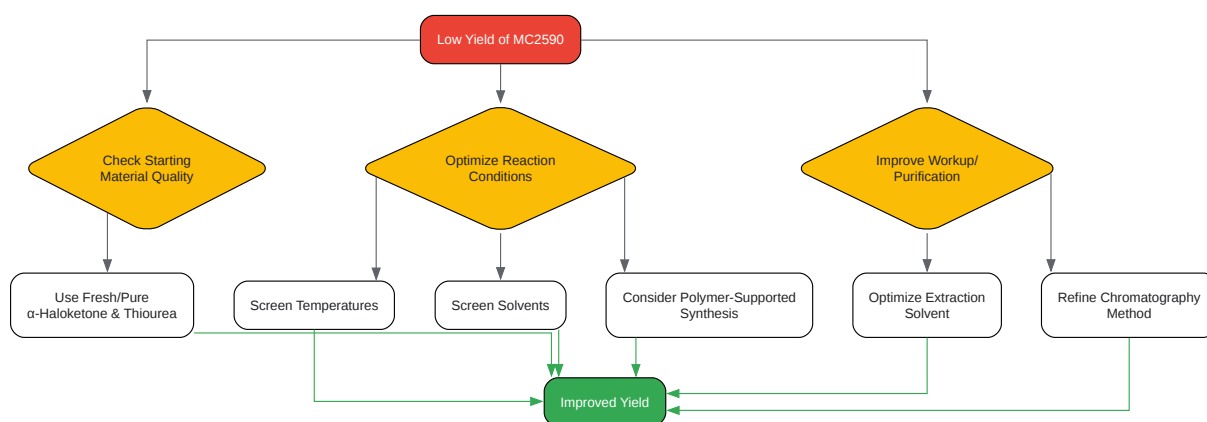 Low Yield of MC2590
Check Starting
Material Quality
Optimize Reaction
Conditions
Improve Workup/
Purification
Use Fresh/Pure
α-Haloketone & Thiourea
Screen Temperatures
Screen Solvents
Consider Polymer-Supported
Synthesis
Optimize Extraction
Solvent
Refine Chromatography
Method
Improved Yield